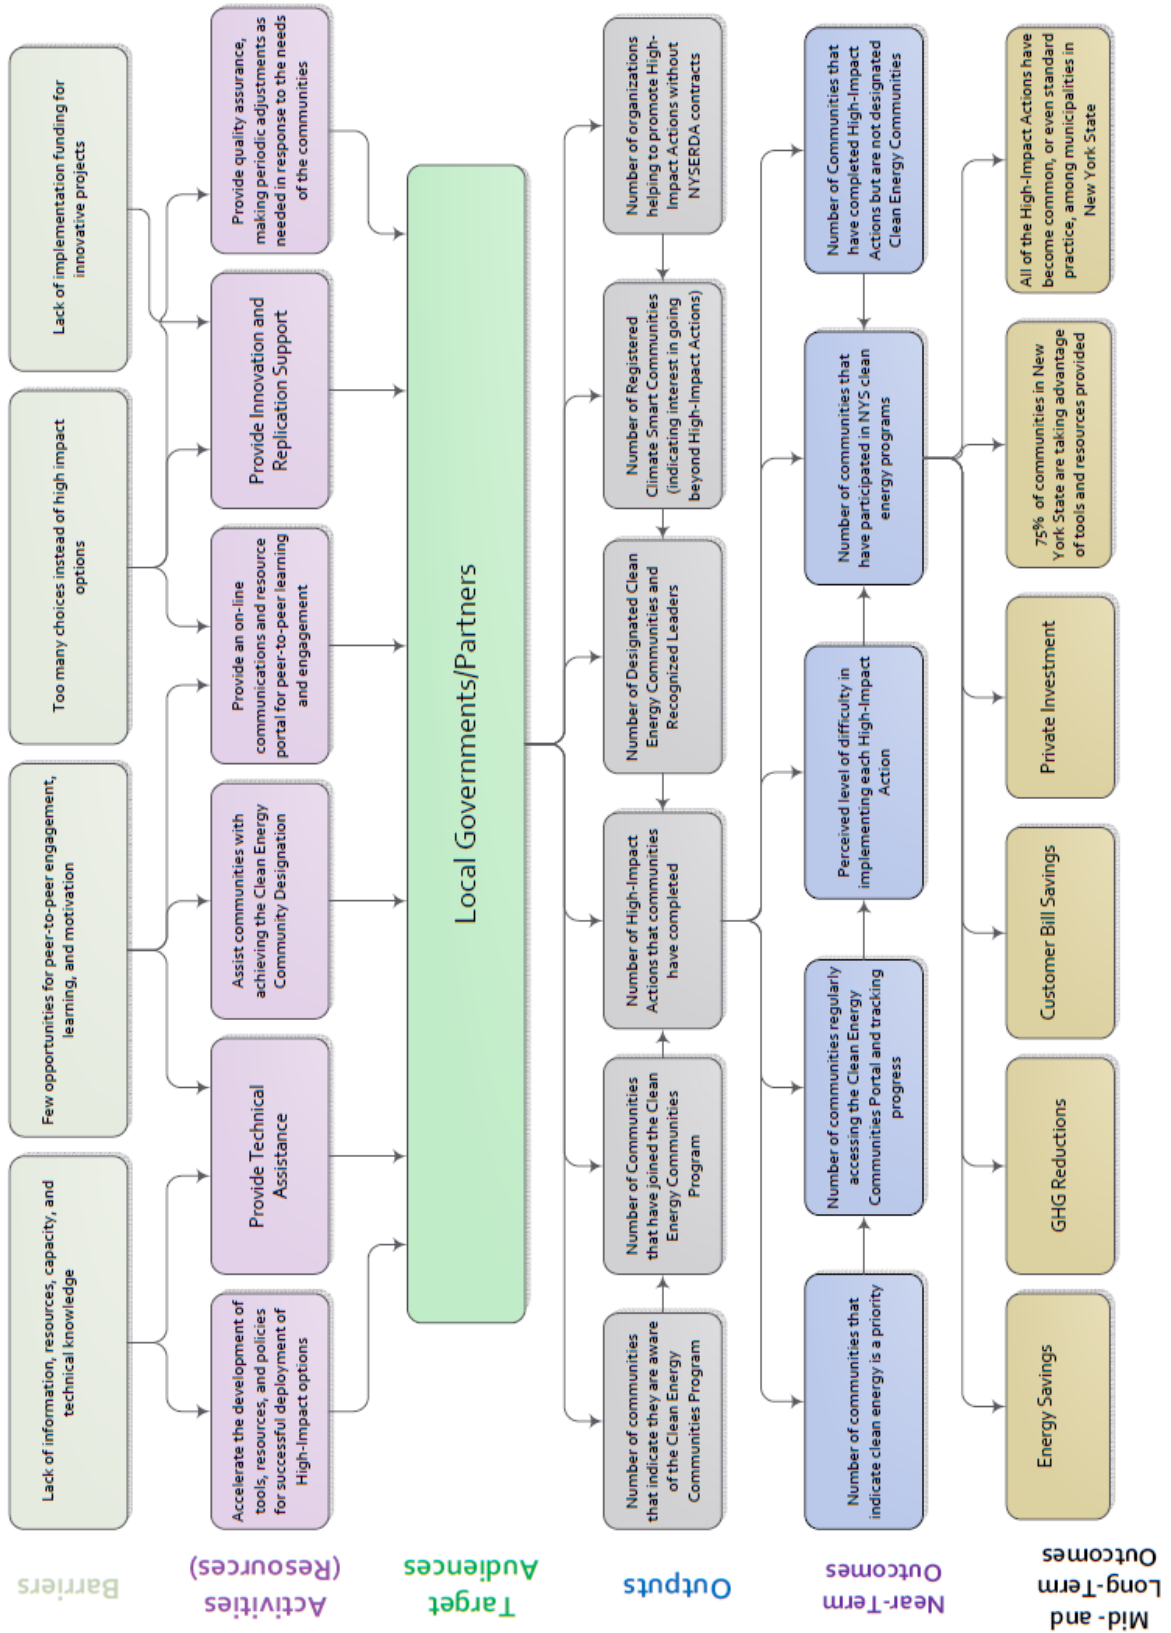 Barriers
Lack of information, resources, capacity, and
technical knowledge
Few opportunities for peer-to-peer engagement,
learning, and motivation
Too many choices instead of high impact
options
Lack of implementation funding for
innovative projects
Activities
(Resources)
Accelerate the development of
tools, resources, and policies
for successful deployment of
High-Impact options
Provide Technical
Assistance
Assist communities with
achieving the Clean Energy
Community Designation
Provide an on-line
communications and resource
portal for peer-to-peer learning
and engagement
Provide Innovation and
Replication Support
Provide quality assurance,
making periodic adjustments as
needed in response to the needs
of the communities
Target
Audiences
Local Governments/Partners
Outputs
Number of communities
that indicate they are aware
of the Clean Energy
Communities Program
Number of Communities
that have joined the Clean
Energy Communities
Program
Number of High-Impact
Actions that communities
have completed
Number of Designated Clean
Energy Communities and
Recognized Leaders
Number of Registered
Climate Smart Communities
(indicating interest in going
beyond High-Impact Actions)
Number of organizations
helping to promote High-
Impact Actions without
NYSERDA contracts
Near-Term
Outcomes
Number of communities that
indicate clean energy is a priority
Number of communities regularly
accessing the Clean Energy
Communities Portal and tracking
progress
Perceived level of difficulty in
implementing each High-Impact
Action
Number of communities that
have participated in NYS clean
energy programs
Number of Communities that
have completed High-Impact
Actions but are not designated
Clean Energy Communities
Mid- and
Long-Term
Outcomes
Energy Savings
GHG Reductions
Customer Bill Savings
Private Investment
75% of communities in New
York State are taking advantage
of tools and resources provided
All of the High-Impact Actions have
become common, or even standard
practice, among municipalities in
New York State